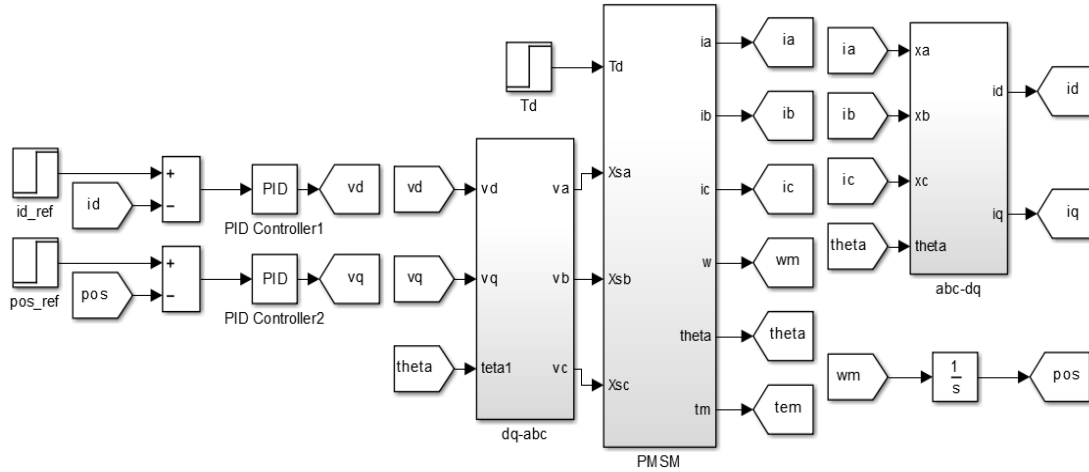 id_ref
id
+
−
PID
PID Controller1
vd
pos_ref
pos
+
−
PID
PID Controller2
vq
vd
vq
theta
vd
vq
teta1
va
vb
vc
dq-abc
Td
Td
Xsa
Xsb
Xsc
ia
ib
ic
w
theta
tm
PMSM
ia
ib
ic
wm
theta
tem
ia
ib
ic
theta
xa
xb
xc
theta
id
iq
abc-dq
id
iq
wm
1
s
pos